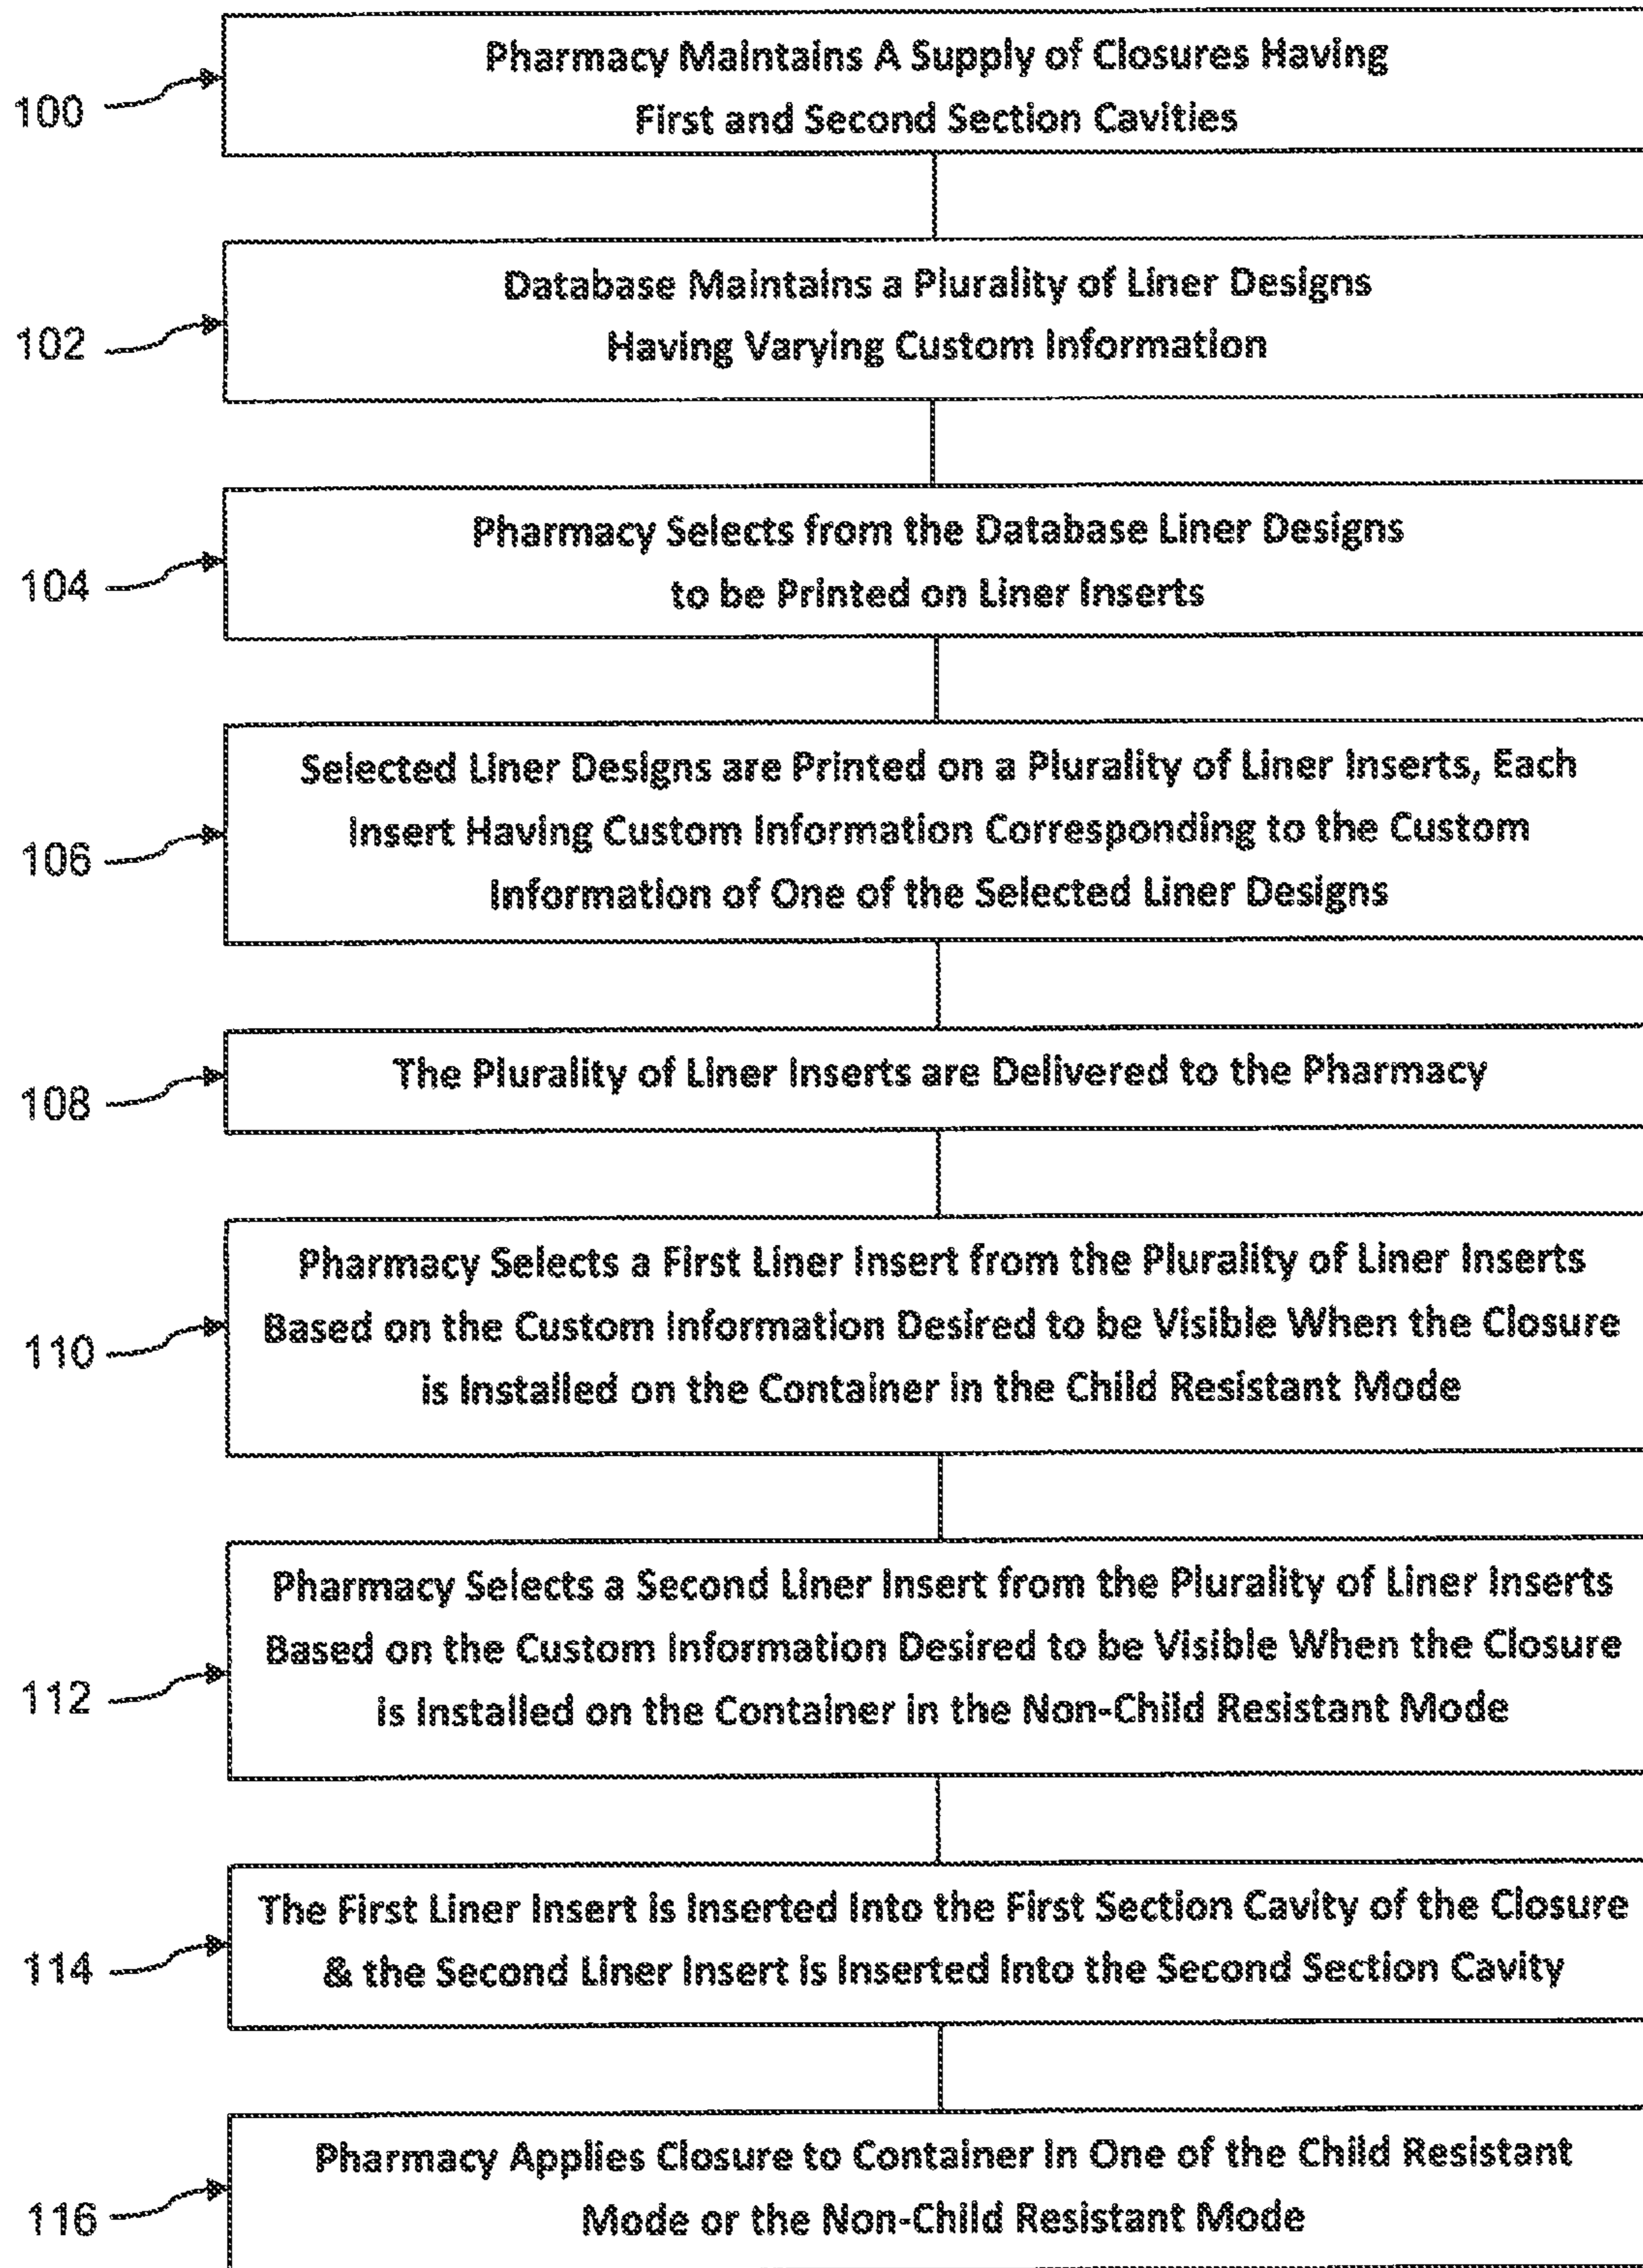 Pharmacy Maintains A Supply of Closures Having
First and Second Section Cavities
100
Database Maintains a Plurality of Liner Designs
Having Varying Custom Information
102
Pharmacy Selects from the Database Liner Designs
to be Printed on Liner Inserts
104
Selected Liner Designs are Printed on a Plurality of Liner Inserts, Each
Insert Having Custom Information Corresponding to the Custom
Information of One of the Selected Liner Designs
106
The Plurality of Liner Inserts are Delivered to the Pharmacy
108
Pharmacy Selects a First Liner Insert from the Plurality of Liner Inserts
Based on the Custom Information Desired to be Visible When the Closure
is Installed on the Container in the Child Resistant Mode
110
Pharmacy Selects a Second Liner Insert from the Plurality of Liner Inserts
Based on the Custom Information Desired to be Visible When the Closure
is Installed on the Container in the Non-Child Resistant Mode
112
The First Liner Insert is Inserted Into the First Section Cavity of the Closure
& the Second Liner Insert is Inserted Into the Second Section Cavity
114
Pharmacy Applies Closure to Container In One of the Child Resistant
Mode or the Non-Child Resistant Mode
116